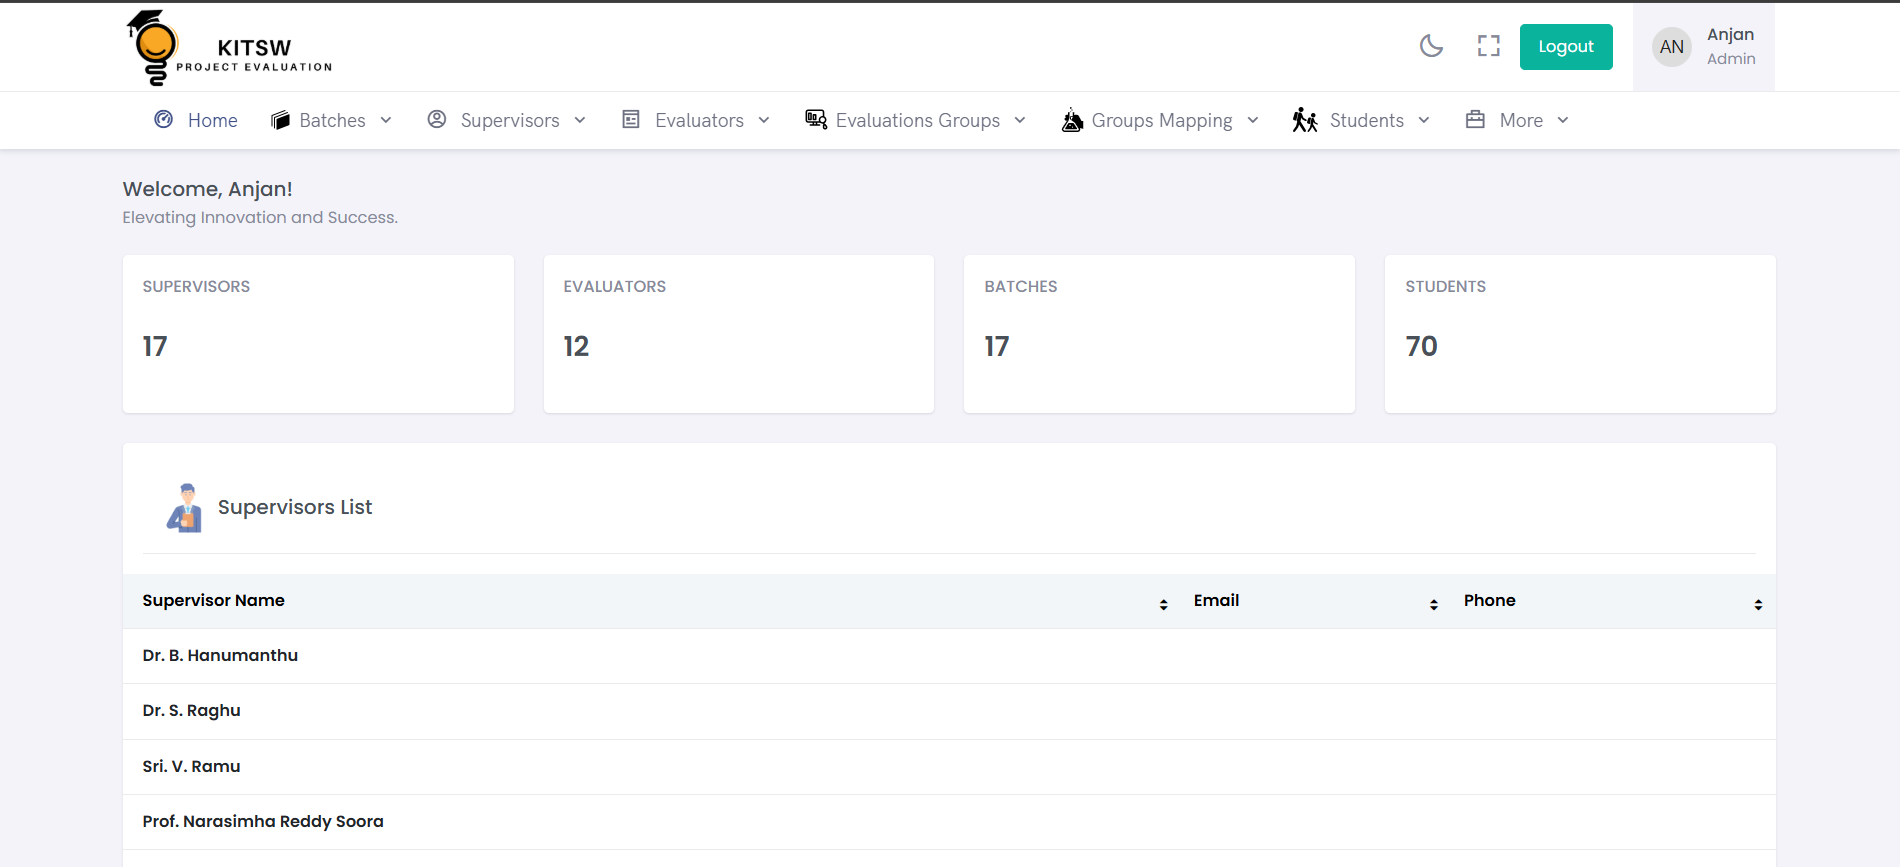 KITSW
PROJECT EVALUATION
Logout
AN
Anjan
Admin
Home
Batches
Supervisors
Evaluators
Evaluations Groups
Groups Mapping
Students
More
Welcome, Anjan!
Elevating Innovation and Success.
SUPERVISORS
17
EVALUATORS
12
BATCHES
17
STUDENTS
70
Supervisors List
Supervisor Name
Email
Phone
Dr. B. Hanumanthu
Dr. S. Raghu
Sri. V. Ramu
Prof. Narasimha Reddy Soora